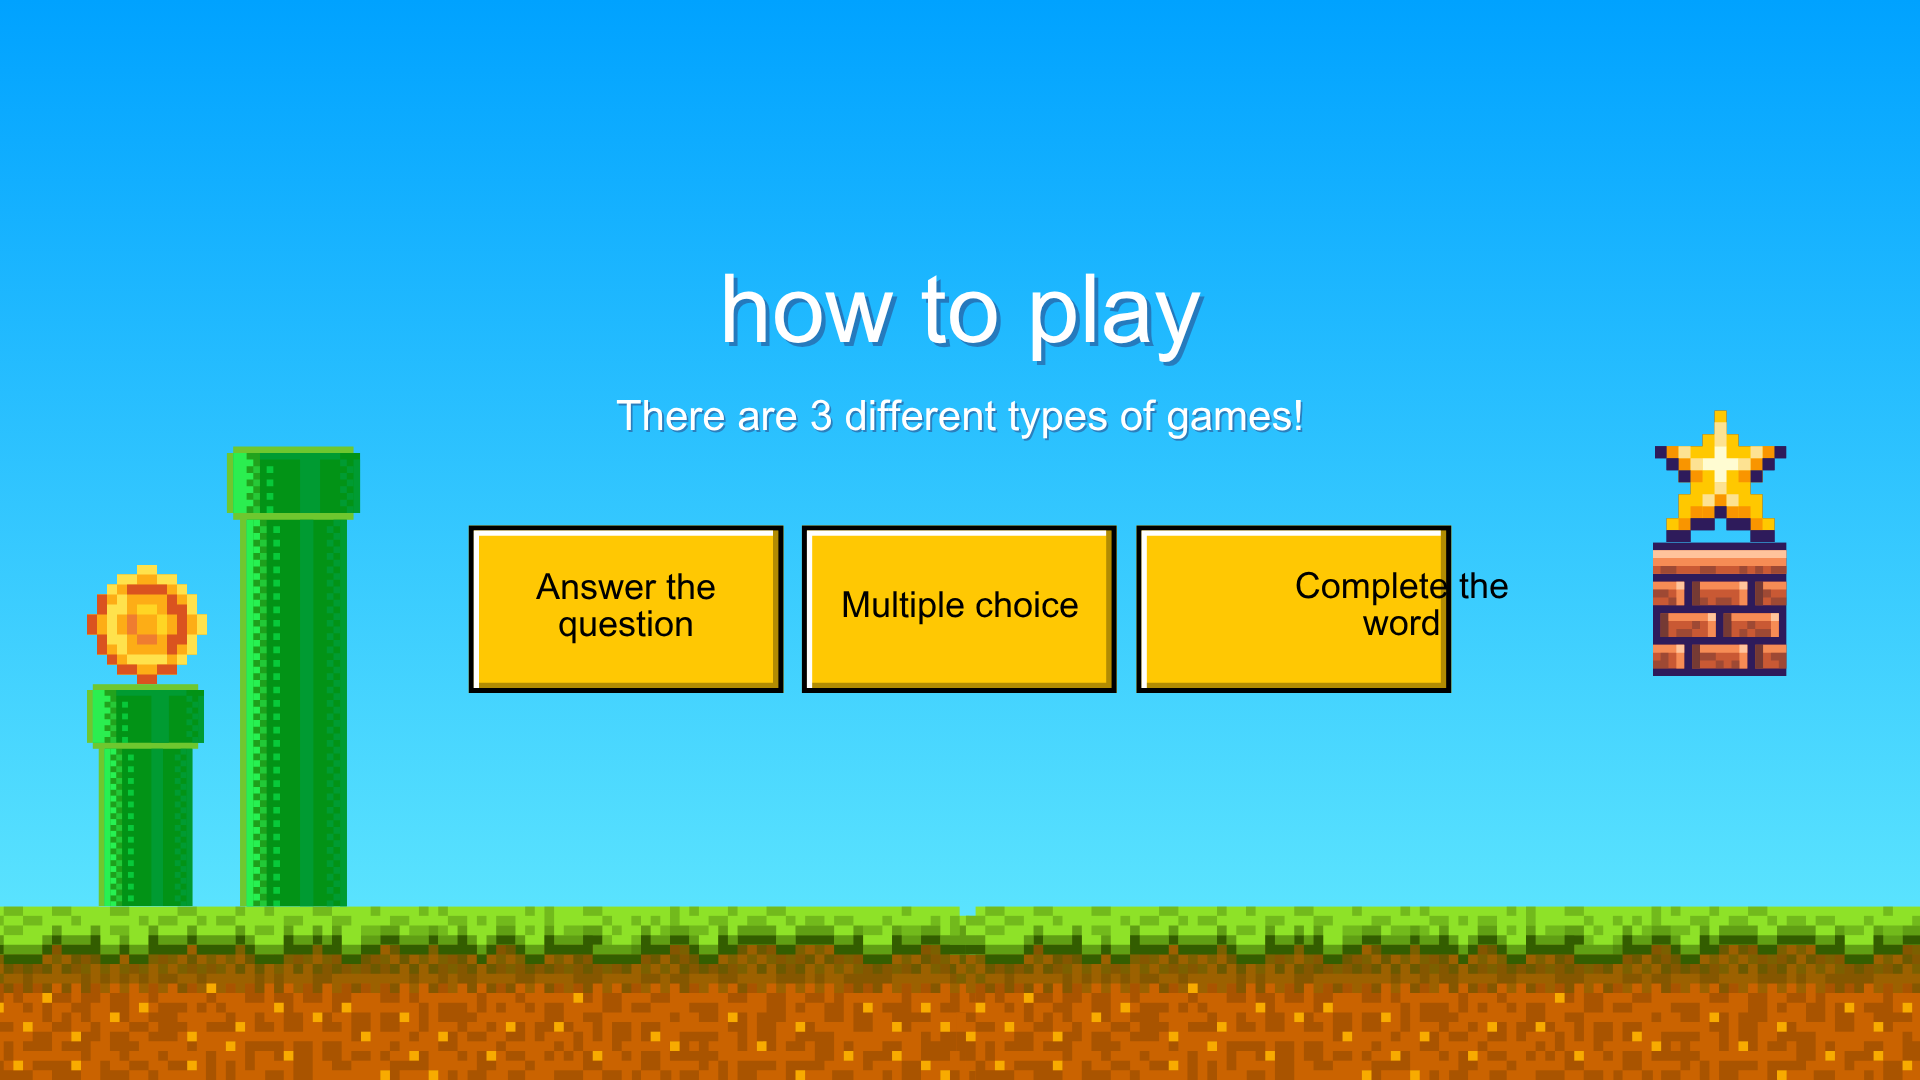 how to play
There are 3 different types of games!
Answer the
question
Multiple choice
Complete the
word